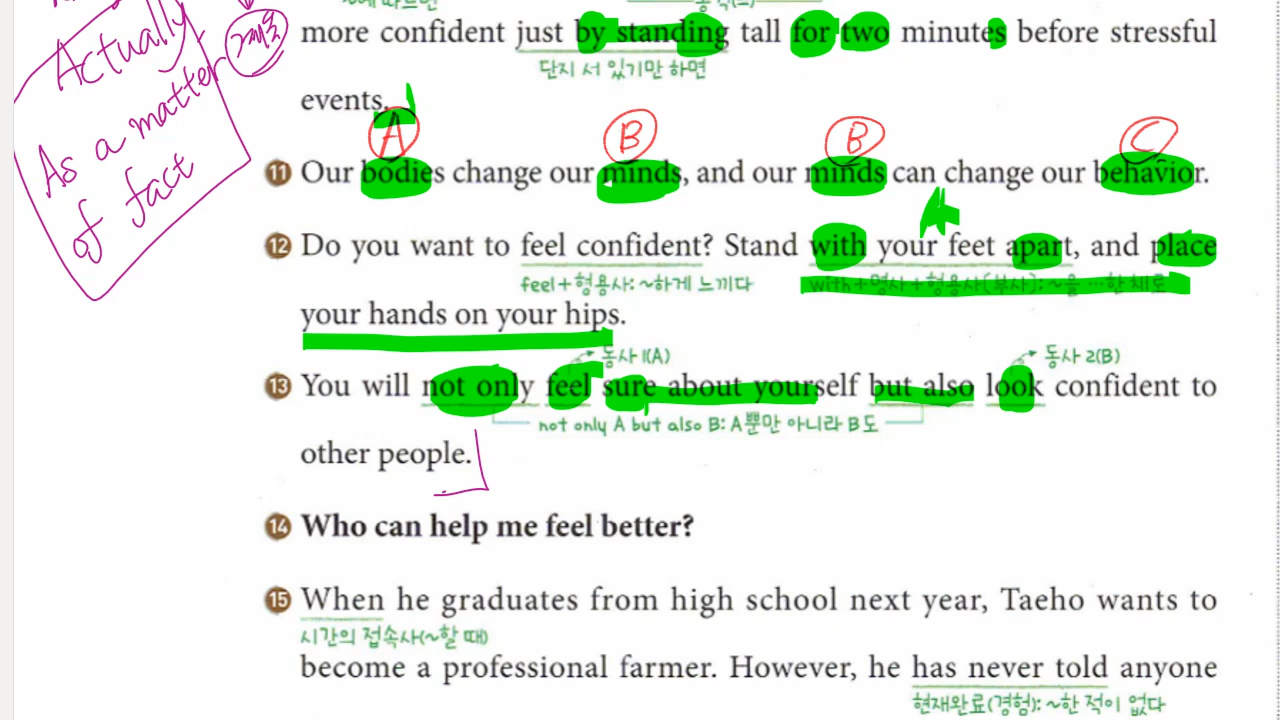 more confident just by standing tall for two minutes before stressful
단지 서 있기만 하면
events.
Actually
As a matter
of fact
A B B C
⑪ Our bodies change our minds, and our minds can change our behavior.
⑫ Do you want to feel confident? Stand with your feet apart, and place
feel+형용사: ~하게 느끼다 with+명사+형용사(부사): ~을 …한 채로
your hands on your hips.
동사 1(A) 동사 2(B)
⑬ You will not only feel sure about yourself but also look confident to
not only A but also B: A뿐만 아니라 B도
other people.
⑭ Who can help me feel better?
⑮ When he graduates from high school next year, Taeho wants to
시간의 접속사(~할 때)
become a professional farmer. However, he has never told anyone
현재완료(경험): ~한 적이 없다